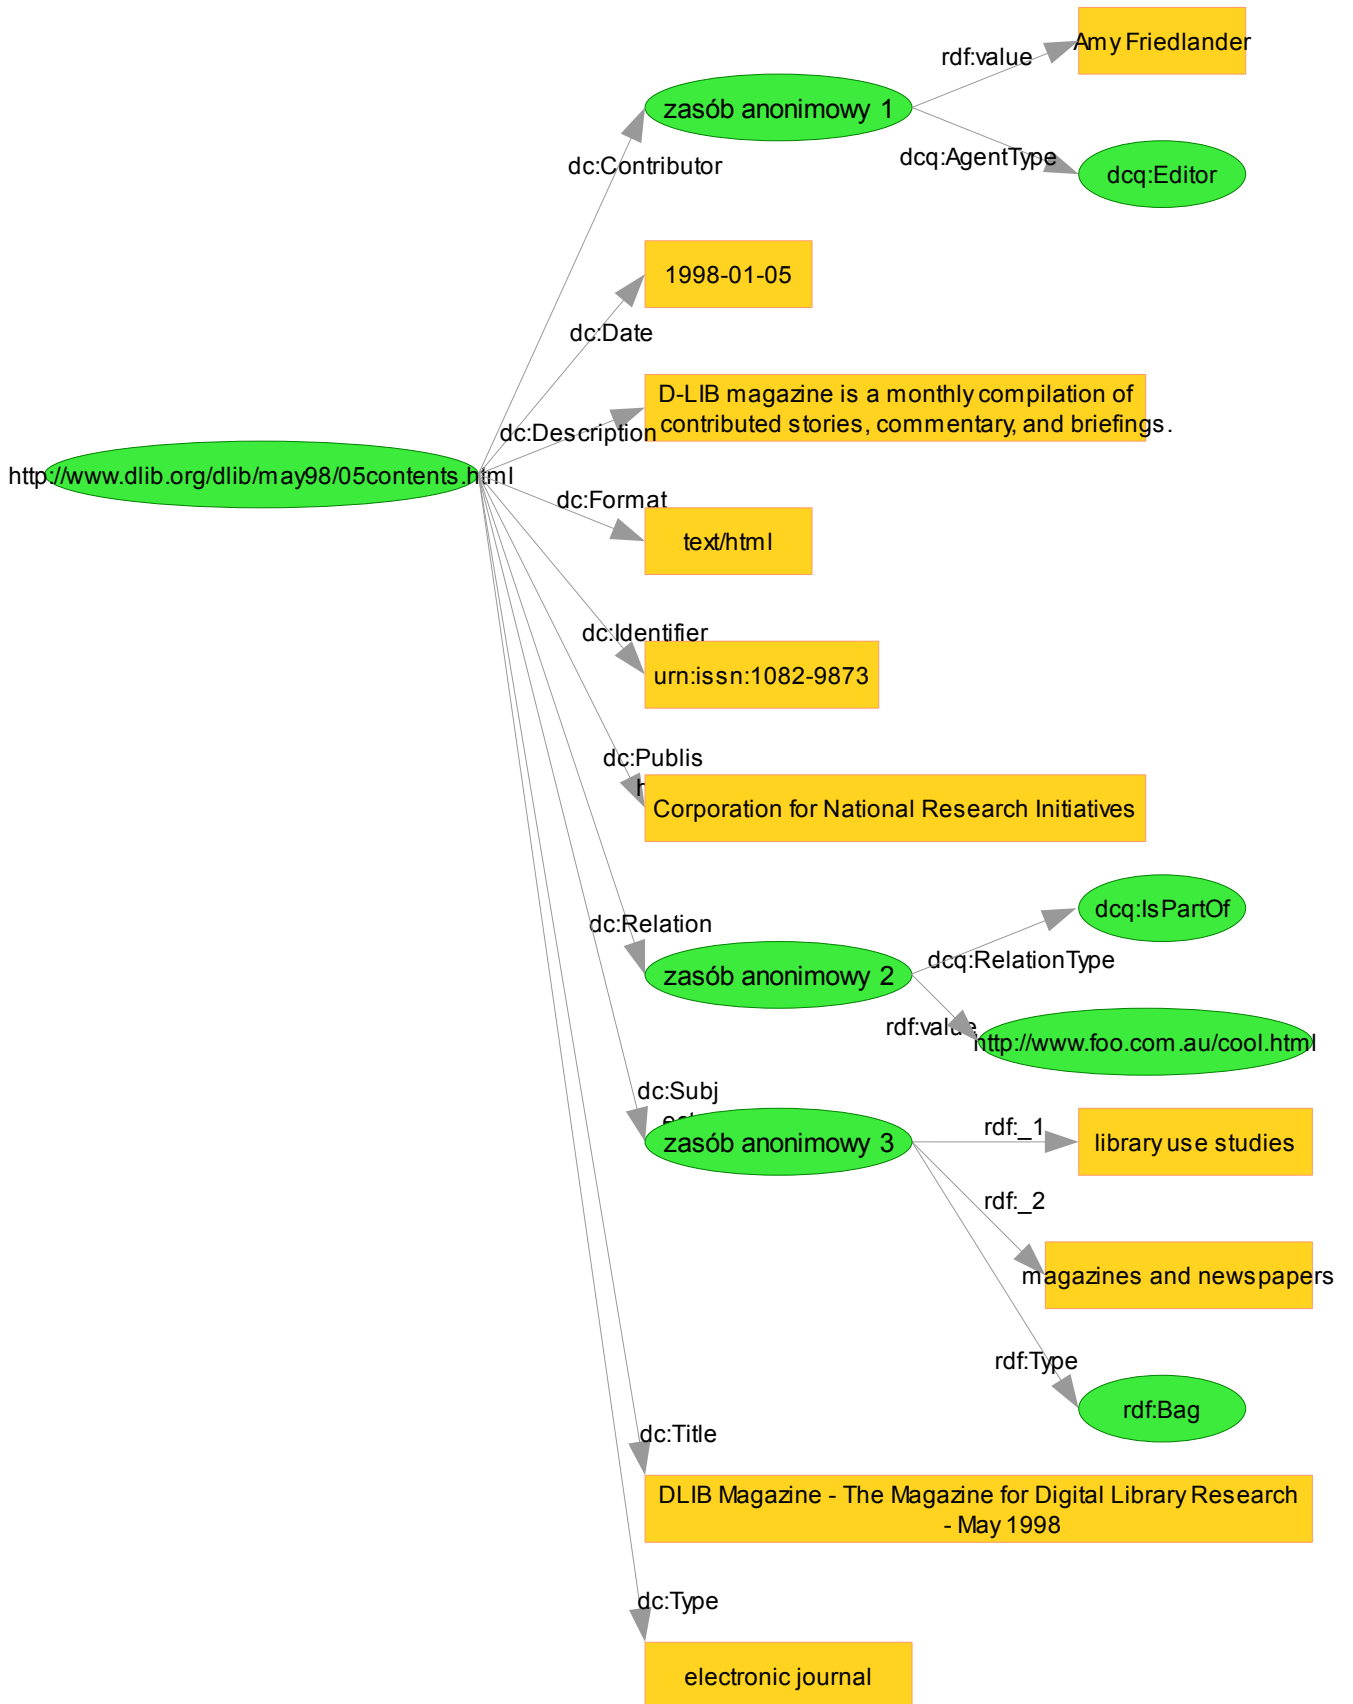 Amy Friedlander
rdf:value
zasób anonimowy 1
dcq:AgentType
dc:Contributor
dcq:Editor
1998-01-05
dc:Date
D-LIB magazine is a monthly compilation of
contributed stories, commentary, and briefings.
dc:Description
http://www.dlib.org/dlib/may98/05contents.html
dc:Format
text/html
dc:Identifier
urn:issn:1082-9873
dc:Publis
Corporation for National Research Initiatives
dcq:IsPartOf
dc:Relation
dcq:RelationType
zasób anonimowy 2
rdf:value
http://www.foo.com.au/cool.html
dc:Subj
ect
rdf:_1
zasób anonimowy 3
library use studies
rdf:_2
magazines and newspapers
rdf:Type
rdf:Bag
dc:Title
DLIB Magazine - The Magazine for Digital Library Research
- May 1998
dc:Type
electronic journal